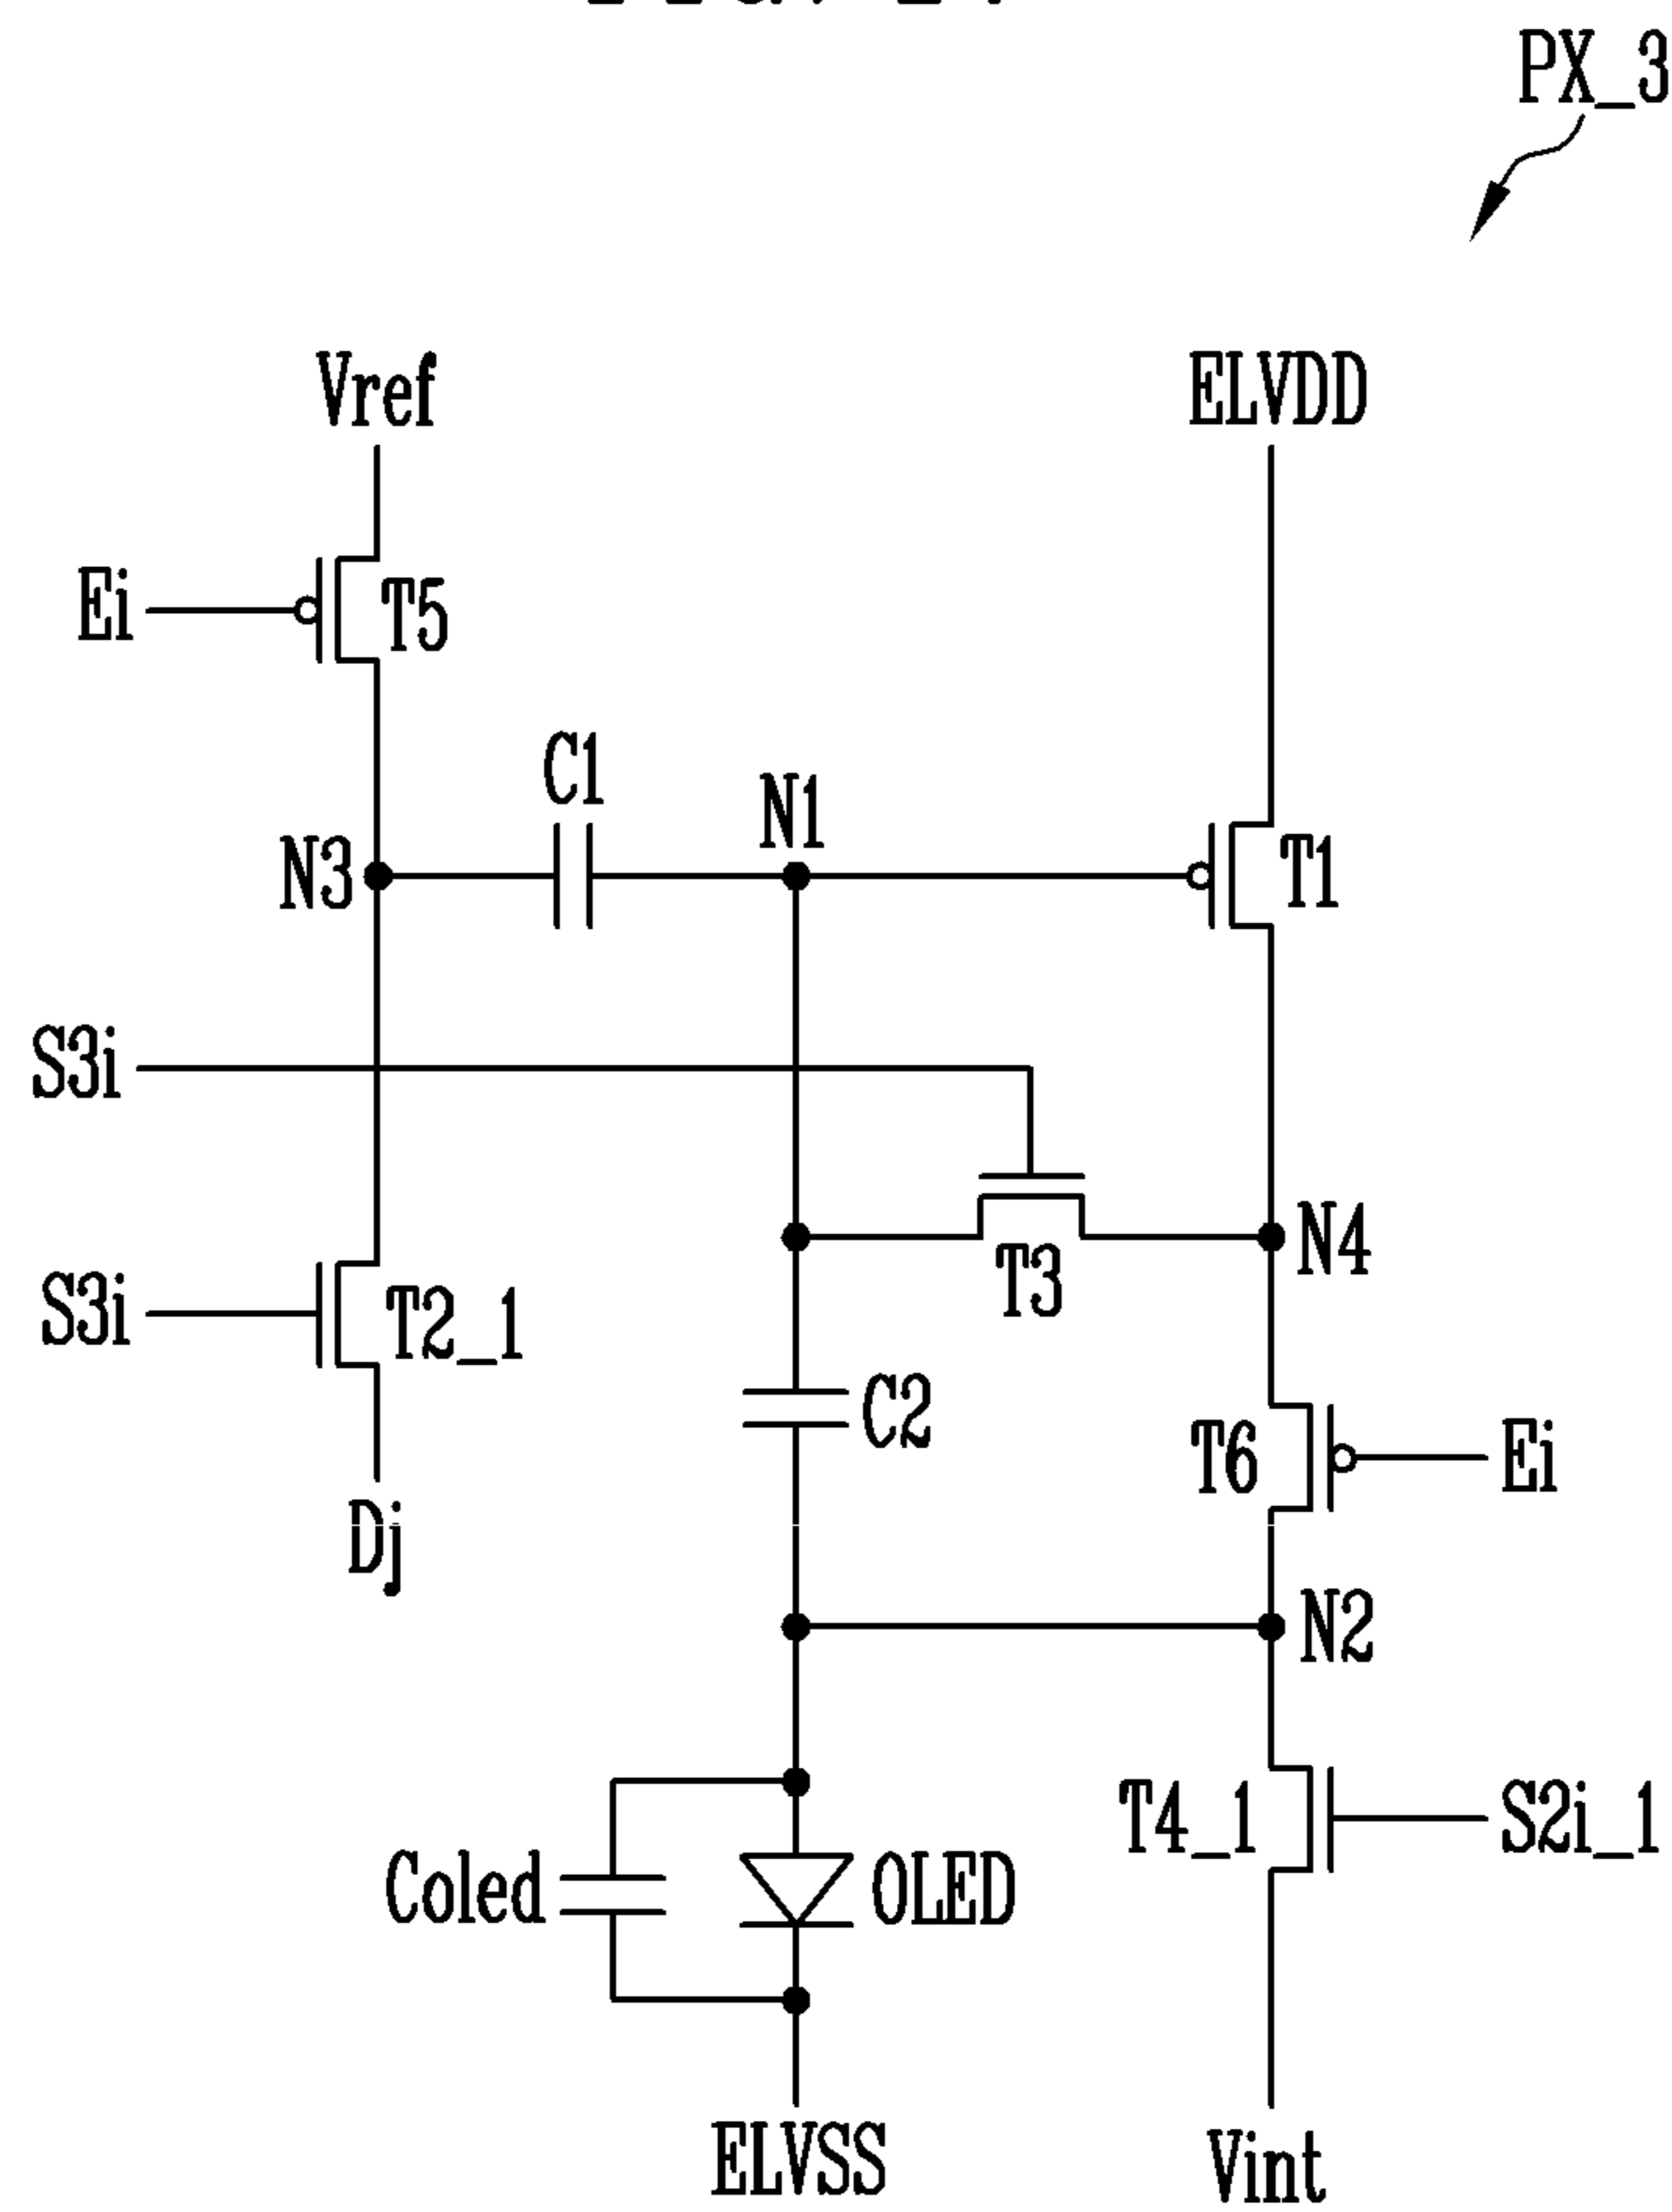 PX_3
Vref
ELVDD
Ei
T5
C1
N1
N3
T1
S3i
N4
T3
S3i
T2_1
C2
T6
Ei
Dj
N2
T4_1
S2i_1
Coled
OLED
ELVSS
Vint